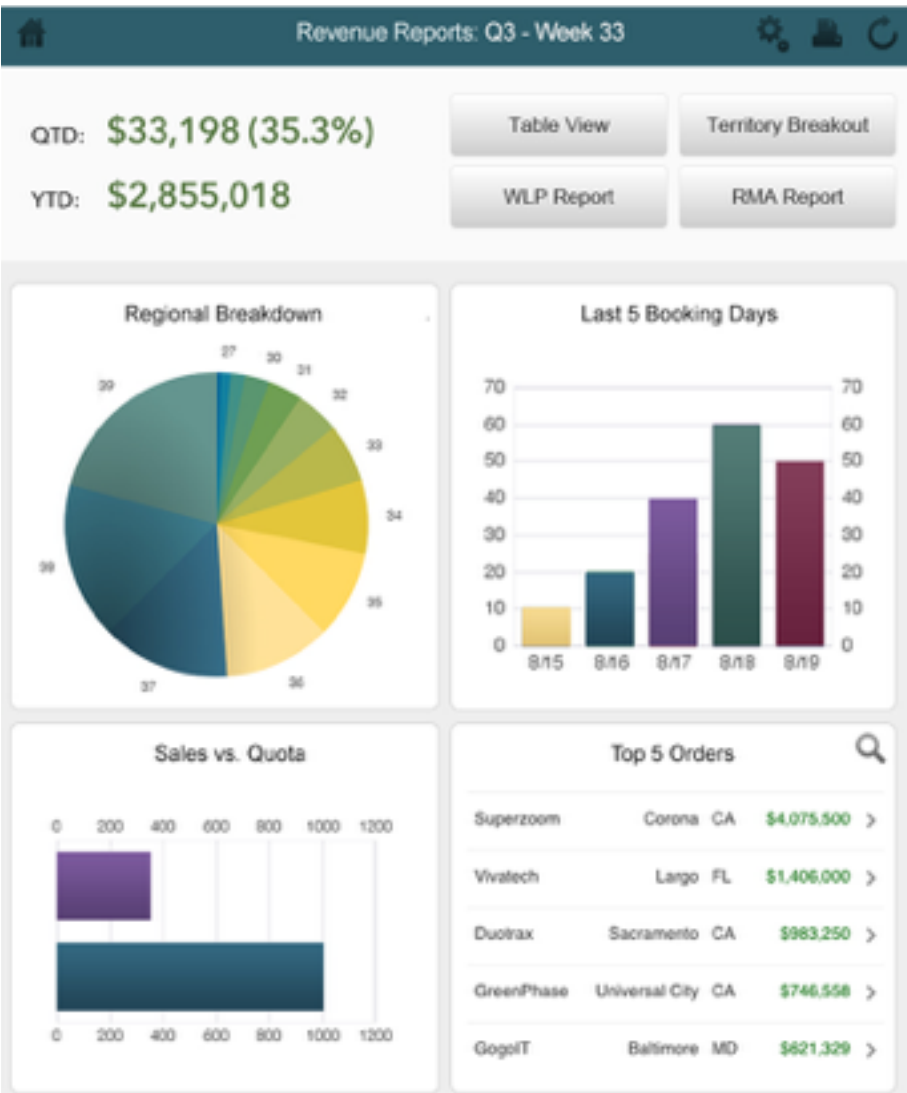 Revenue Reports: Q3 - Week 33
QTD: $33,198 (35.3%)
YTD: $2,855,018
Table View
Territory Breakout
WLP Report
RMA Report
Regional Breakdown
27
30
31
32
33
34
35
36
37
39
39
Last 5 Booking Days
70 70
60 60
50 50
40 40
30 30
20 20
10 10
0 0
8/15 8/16 8/17 8/18 8/19
Sales vs. Quota
0 200 400 600 800 1000 1200
0 200 400 600 800 1000 1200
Top 5 Orders
Superzoom Corona CA $4,075,500 >
Vivatech Largo FL $1,406,000 >
Duotrax Sacramento CA $983,250 >
GreenPhase Universal City CA $746,558 >
GogoIT Baltimore MD $621,329 >